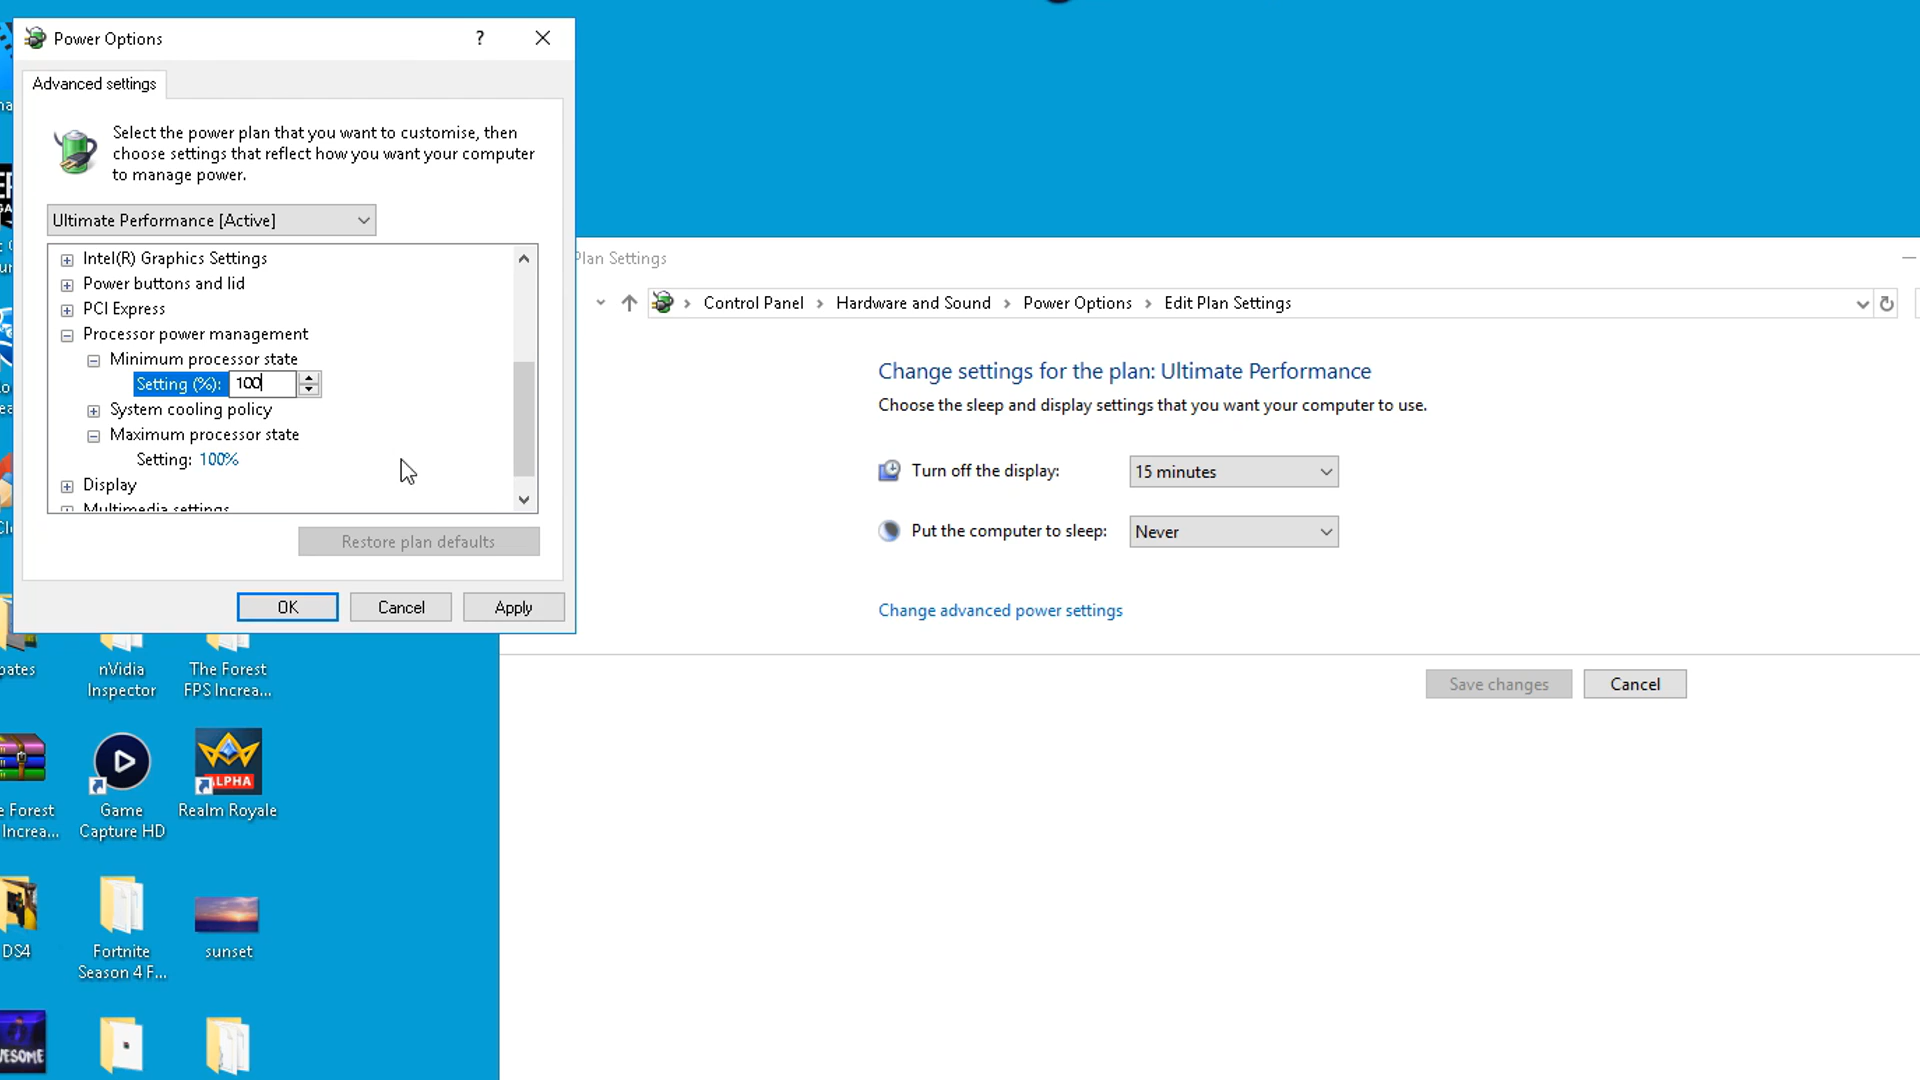 Power Options
?
Advanced settings
Select the power plan that you want to customise, then
choose settings that reflect how you want your computer
to manage power.
Ultimate Performance [Active]
Intel(R) Graphics Settings
Power buttons and lid
PCI Express
Processor power management
Minimum processor state
Setting (%): 100
System cooling policy
Maximum processor state
Setting: 100%
Display
Multimedia settings
Restore plan defaults
OK
Cancel
Apply
Plan Settings
Control Panel
Hardware and Sound
Power Options
Edit Plan Settings
Change settings for the plan: Ultimate Performance
Choose the sleep and display settings that you want your computer to use.
Turn off the display:
15 minutes
Put the computer to sleep:
Never
Change advanced power settings
Save changes
Cancel
nVidia
Inspector
The Forest
FPS Increa...
Forest
Increa...
Game
Capture HD
ALPHA
Realm Royale
DS4
Fortnite
Season 4 F...
sunset